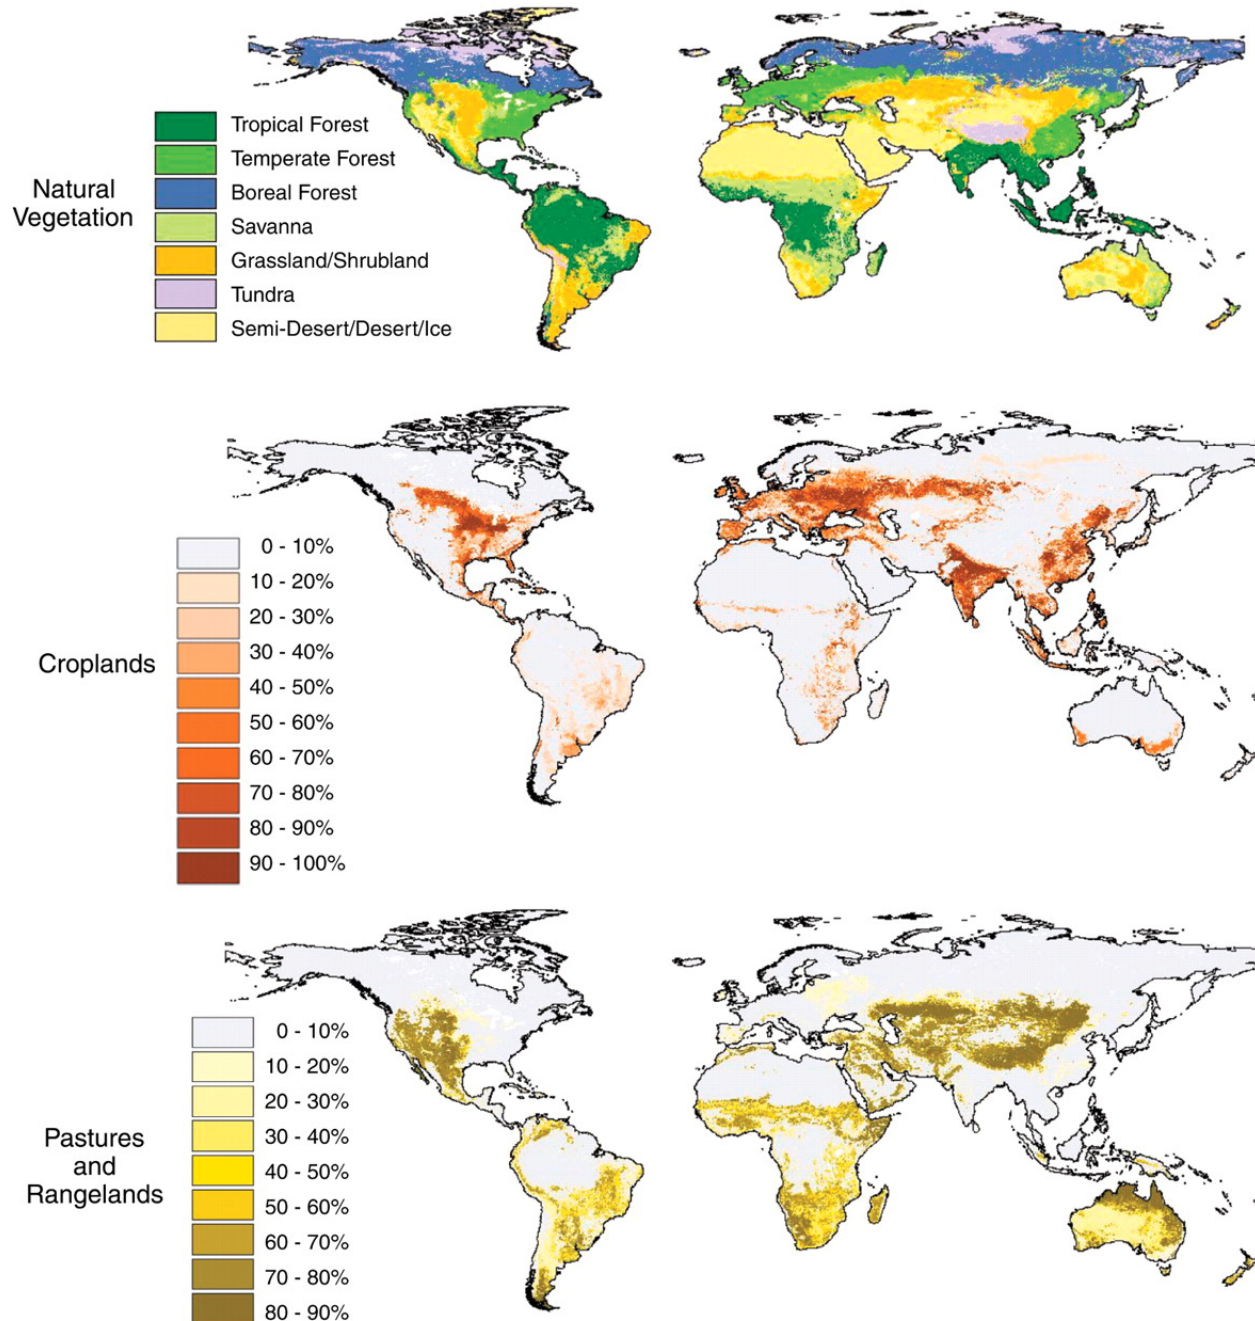 Natural
Vegetation
Tropical Forest
Temperate Forest
Boreal Forest
Savanna
Grassland/Shrubland
Tundra
Semi-Desert/Desert/Ice
Croplands
0 - 10%
10 - 20%
20 - 30%
30 - 40%
40 - 50%
50 - 60%
60 - 70%
70 - 80%
80 - 90%
90 - 100%
Pastures
and
Rangelands
0 - 10%
10 - 20%
20 - 30%
30 - 40%
40 - 50%
50 - 60%
60 - 70%
70 - 80%
80 - 90%